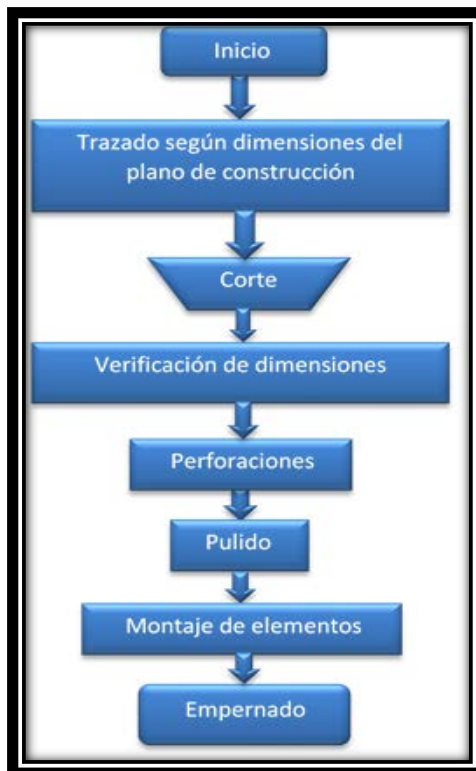 Inicio
Trazado según dimensiones del
plano de construcción
Corte
Verificación de dimensiones
Perforaciones
Pulido
Montaje de elementos
Empernado